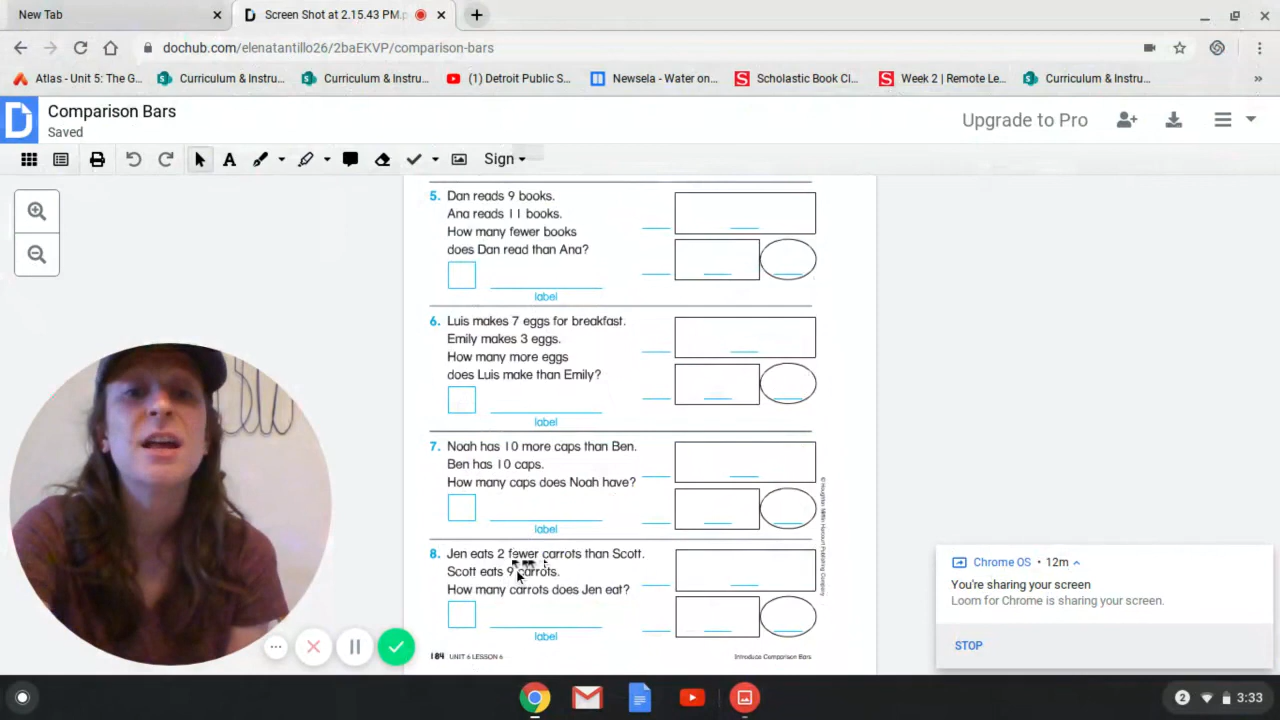 New Tab
Screen Shot at 2.15.43 PM.p
dochub.com/elenatantillo26/2baEKVP/comparison-bars
Atlas - Unit 5: The G...
Curriculum & Instru...
Curriculum & Instru...
(1) Detroit Public S...
Newsela - Water on...
Scholastic Book Cl...
Week 2 | Remote Le...
Curriculum & Instru...
Comparison Bars
Saved
Upgrade to Pro
Sign
5. Dan reads 9 books.
Ana reads 11 books.
How many fewer books
does Dan read than Ana?
label
6. Luis makes 7 eggs for breakfast.
Emily makes 3 eggs.
How many more eggs
does Luis make than Emily?
label
7. Noah has 10 more caps than Ben.
Ben has 10 caps.
How many caps does Noah have?
label
8. Jen eats 2 fewer carrots than Scott.
Scott eats 9 carrots.
How many carrots does Jen eat?
label
184 UNIT 6 LESSON 6
Introduce Comparison Bars
© Houghton Mifflin Harcourt Publishing Company
Chrome OS • 12m
You're sharing your screen
Loom for Chrome is sharing your screen.
STOP
2
3:33